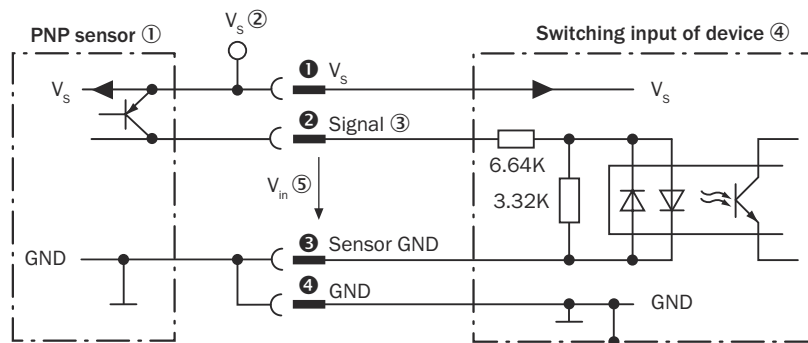 PNP sensor ①
Vs ②
Switching input of device ④
Vs
❶ Vs
Vs
❷ Signal ③
6.64K
3.32K
Vin ⑤
GND
❸ Sensor GND
❹ GND
GND